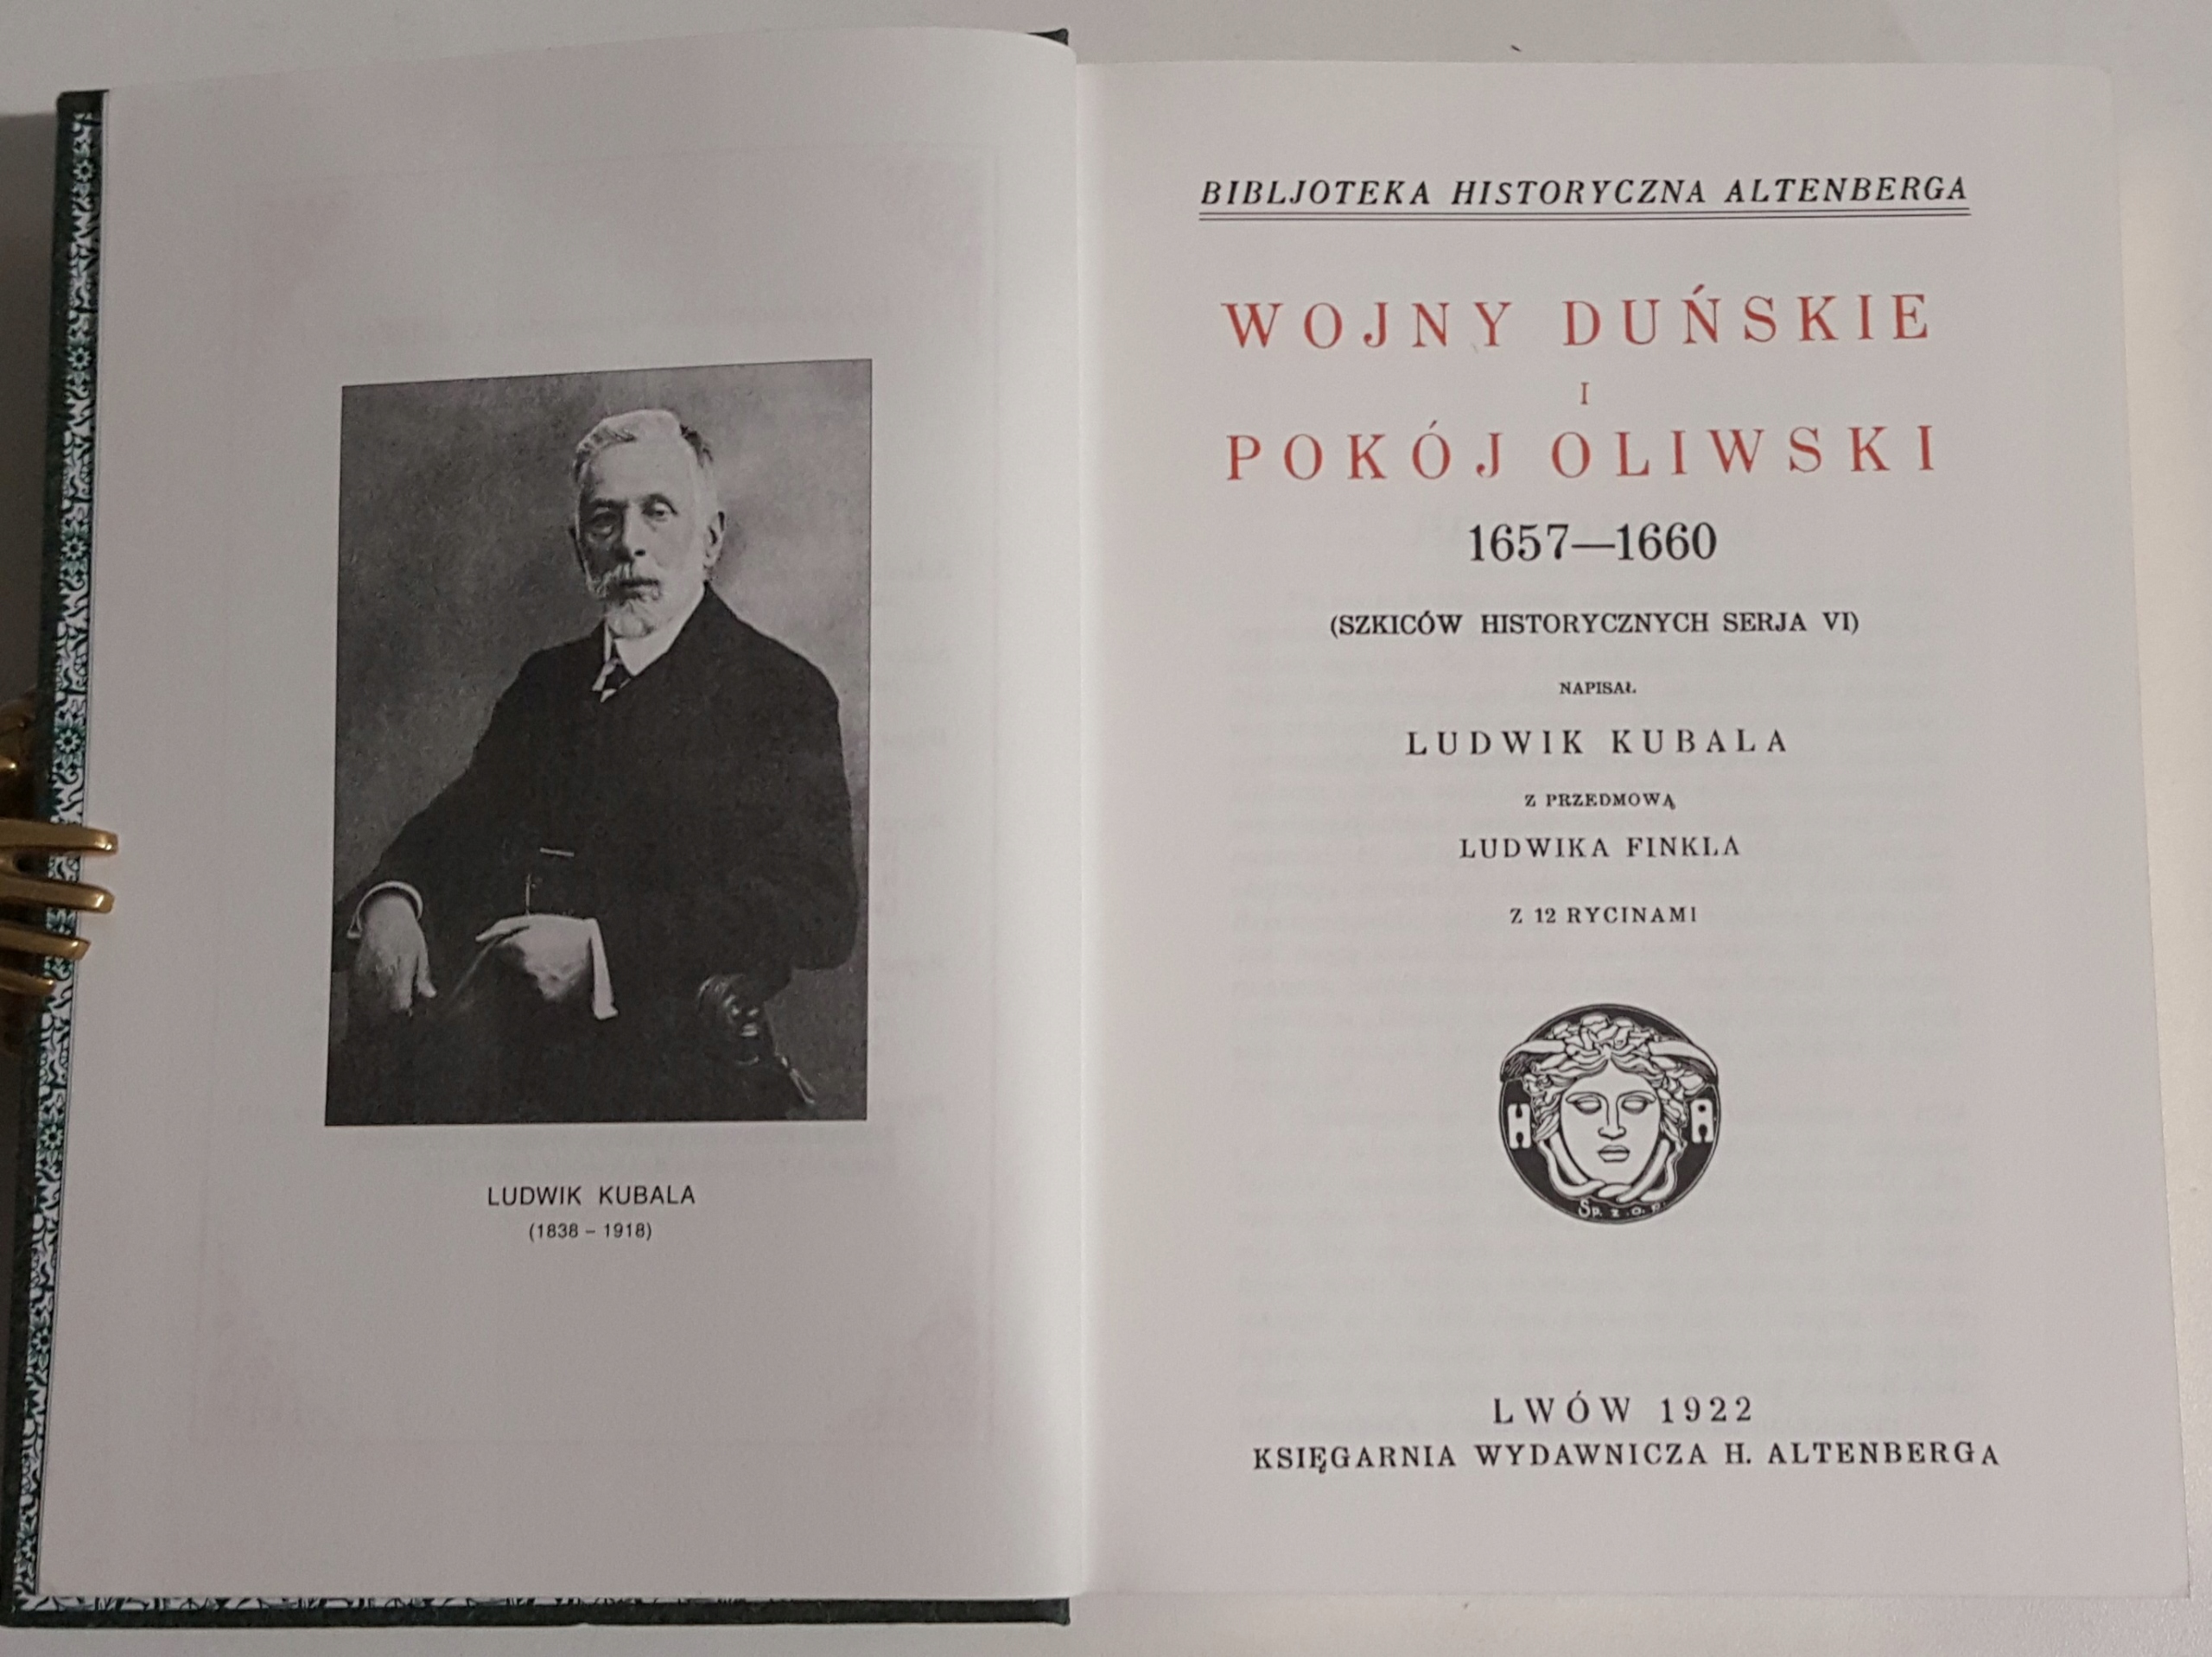 LUDWIK KUBALA
(1838 – 1918)
BIBLJOTEKA HISTORYCZNA ALTENBERGA
WOJNY DUŃSKIE
I
POKÓJ OLIWSKI
1657—1660
(SZKICÓW HISTORYCZNYCH SERJA VI)
NAPISAŁ
LUDWIK KUBALA
Z PRZEDMOWĄ
LUDWIKA FINKLA
Z 12 RYCINAMI
H A
Sp. z. o. p.
LWÓW 1922
KSIĘGARNIA WYDAWNICZA H. ALTENBERGA